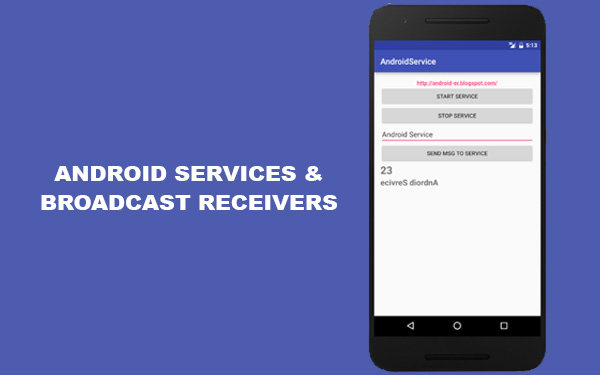 ANDROID SERVICES &
BROADCAST RECEIVERS
5:13
AndroidService
http://android-er.blogspot.com/
START SERVICE
STOP SERVICE
Android Service
SEND MSG TO SERVICE
23
ecivreS diordnA